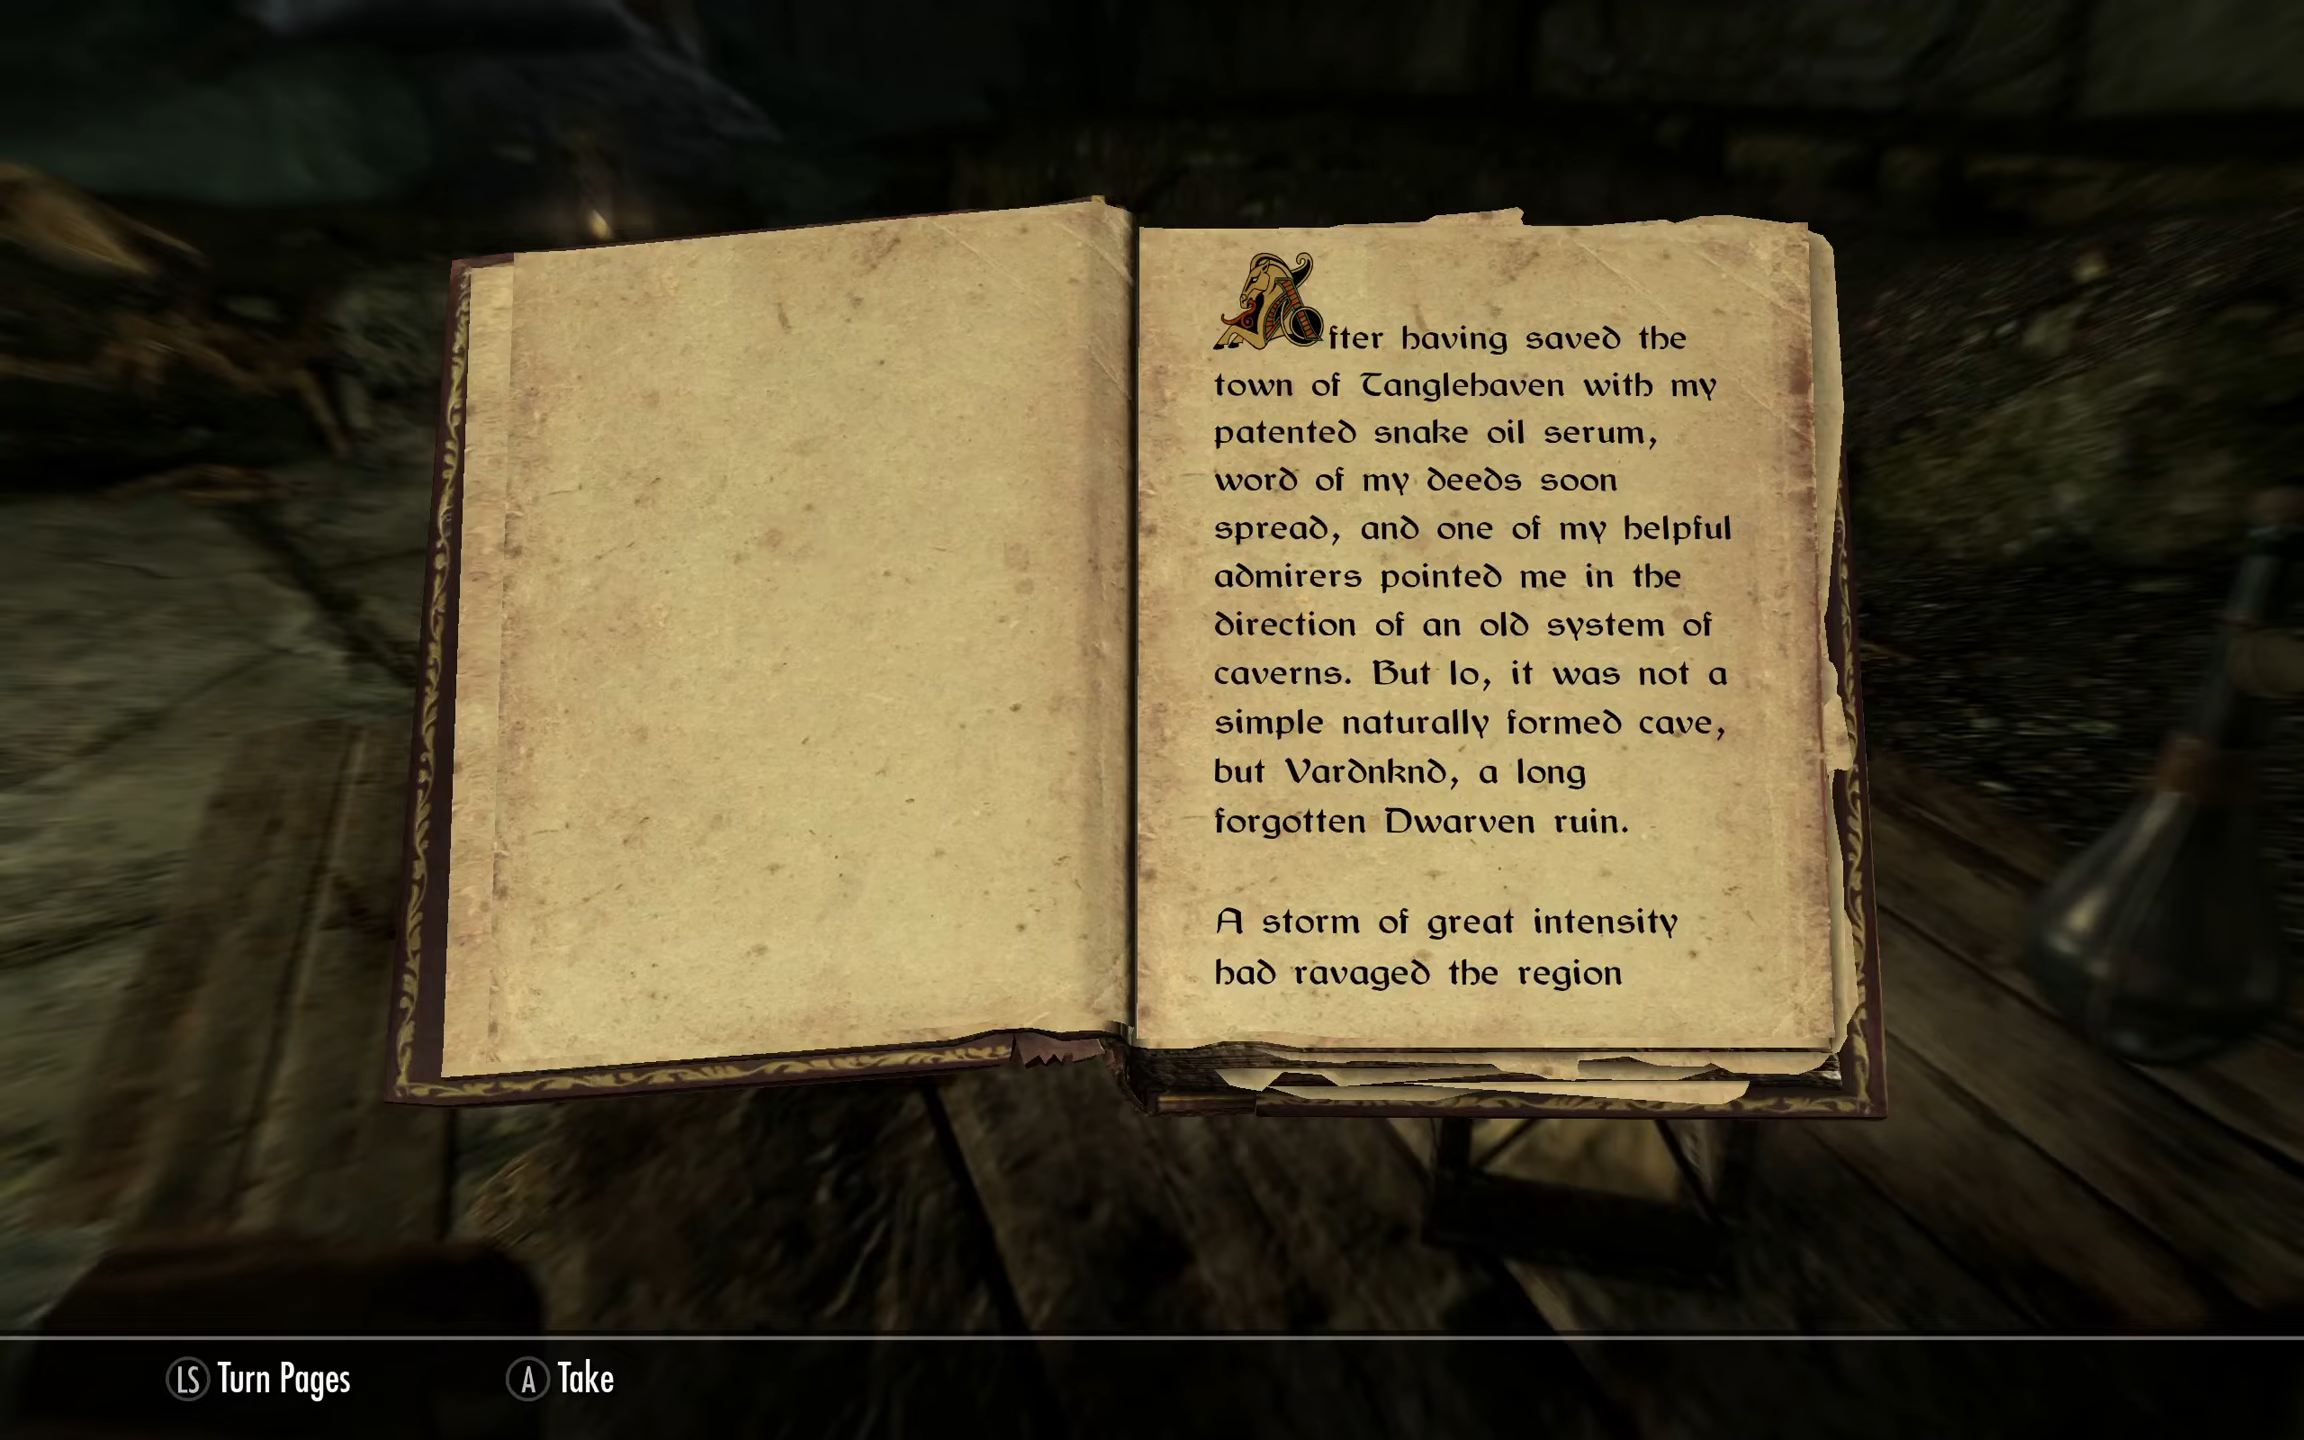 After having saved the
town of Tanglehaven with my
patented snake oil serum,
word of my deeds soon
spread, and one of my helpful
admirers pointed me in the
direction of an old system of
caverns. But lo, it was not a
simple naturally formed cave,
but Vardnknd, a long
forgotten Dwarven ruin.
A storm of great intensity
had ravaged the region
LS Turn Pages
A Take